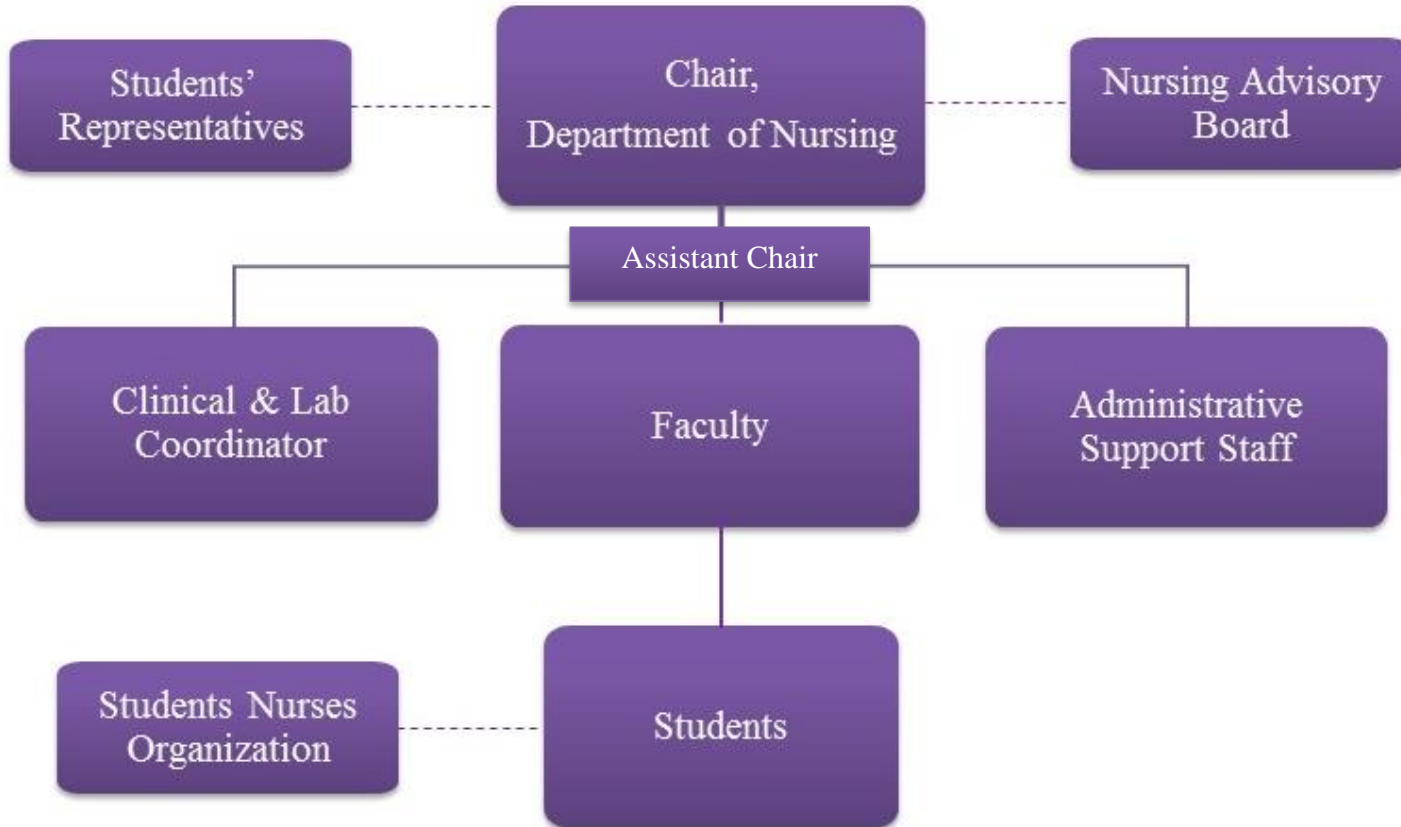 Students’
Representatives
Chair,
Department of Nursing
Nursing Advisory
Board
Assistant Chair
Clinical & Lab
Coordinator
Faculty
Administrative
Support Staff
Students Nurses
Organization
Students